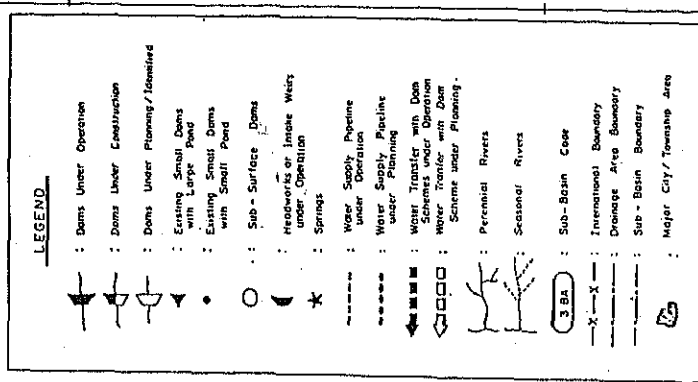 LEGEND
: Dams Under Operation
: Dams Under Construction
: Dams Under Planning/Identified
: Existing Small Dams
with Large Pond
: Existing Small Dams
with Small Pond
: Sub-Surface Dams
: Headworks or Intake Weirs
under Operation
: Springs
: Water Supply Pipeline
under Operation
: Water Supply Pipeline
under Planning
: Water Transfer with Dam
Schemes under Operation
: Water Transfer with Dam
Scheme under Planning.
: Perennial Rivers
: Seasonal Rivers
3 BA : Sub-Basin Code
: International Boundary
: Drainage Area Boundary
: Sub-Basin Boundary
: Major City/Township Area